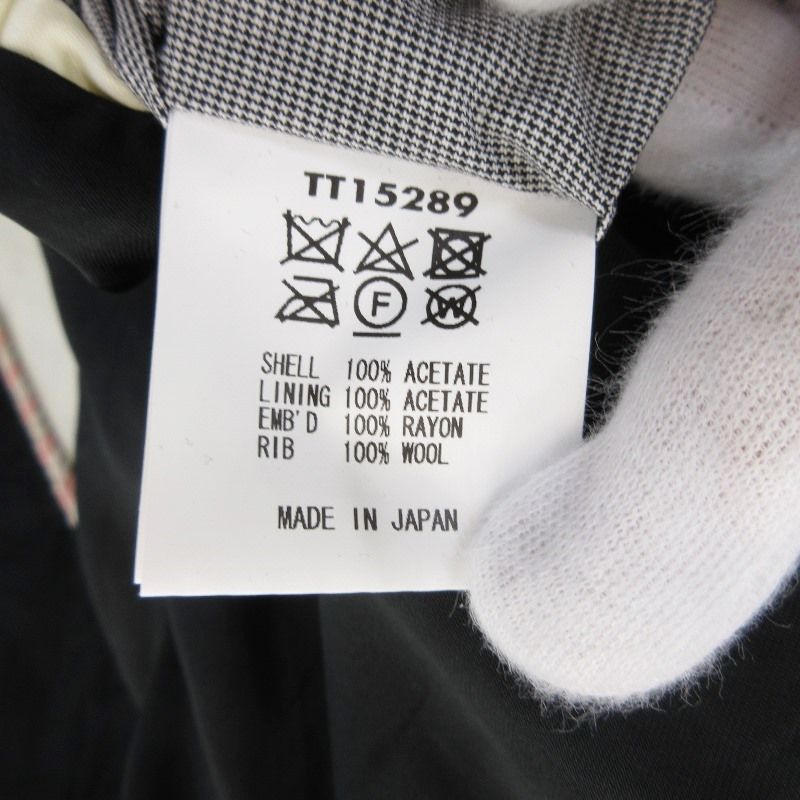 TT15289
F W
SHELL 100% ACETATE
LINING 100% ACETATE
EMB'D 100% RAYON
RIB 100% WOOL
MADE IN JAPAN